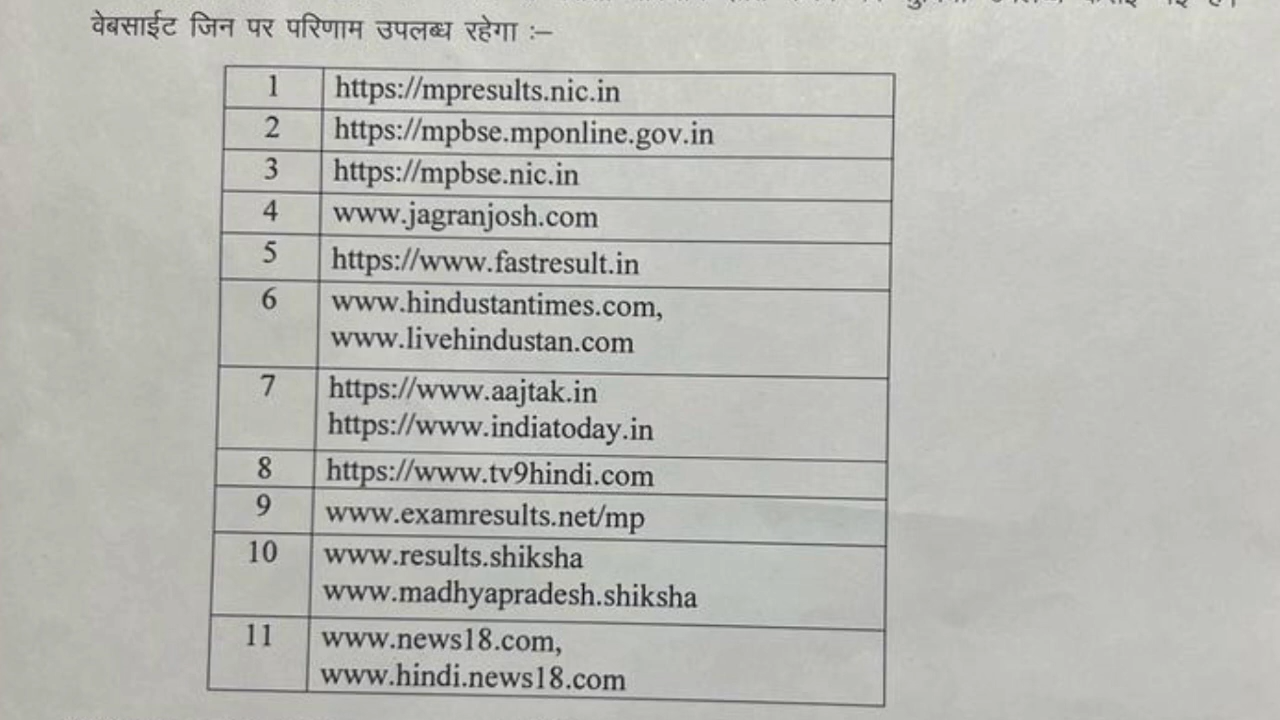 वेबसाईट जिन पर परिणाम उपलब्ध रहेगा :–
1 https://mpresults.nic.in
2 https://mpbse.mponline.gov.in
3 https://mpbse.nic.in
4 www.jagranjosh.com
5 https://www.fastresult.in
6 www.hindustantimes.com,
www.livehindustan.com
7 https://www.aajtak.in
https://www.indiatoday.in
8 https://www.tv9hindi.com
9 www.examresults.net/mp
10 www.results.shiksha
www.madhyapradesh.shiksha
11 www.news18.com,
www.hindi.news18.com